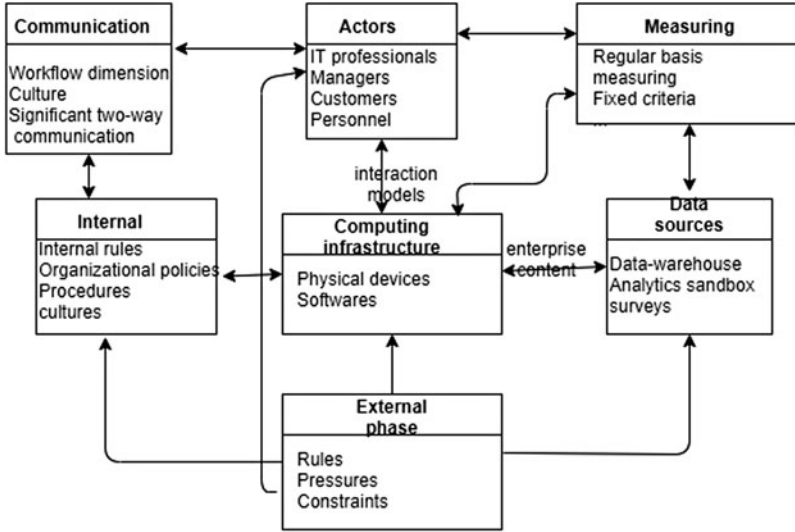 Communication
Workflow dimension
Culture
Significant two-way
communication
Actors
IT professionals
Managers
Customers
Personnel
Measuring
Regular basis
measuring
Fixed criteria
...
interaction
models
Internal
Internal rules
Organizational policies
Procedures
cultures
Computing
infrastructure
Physical devices
Softwares
enterprise
content
Data
sources
Data-warehouse
Analytics sandbox
surveys
External
phase
Rules
Pressures
Constraints